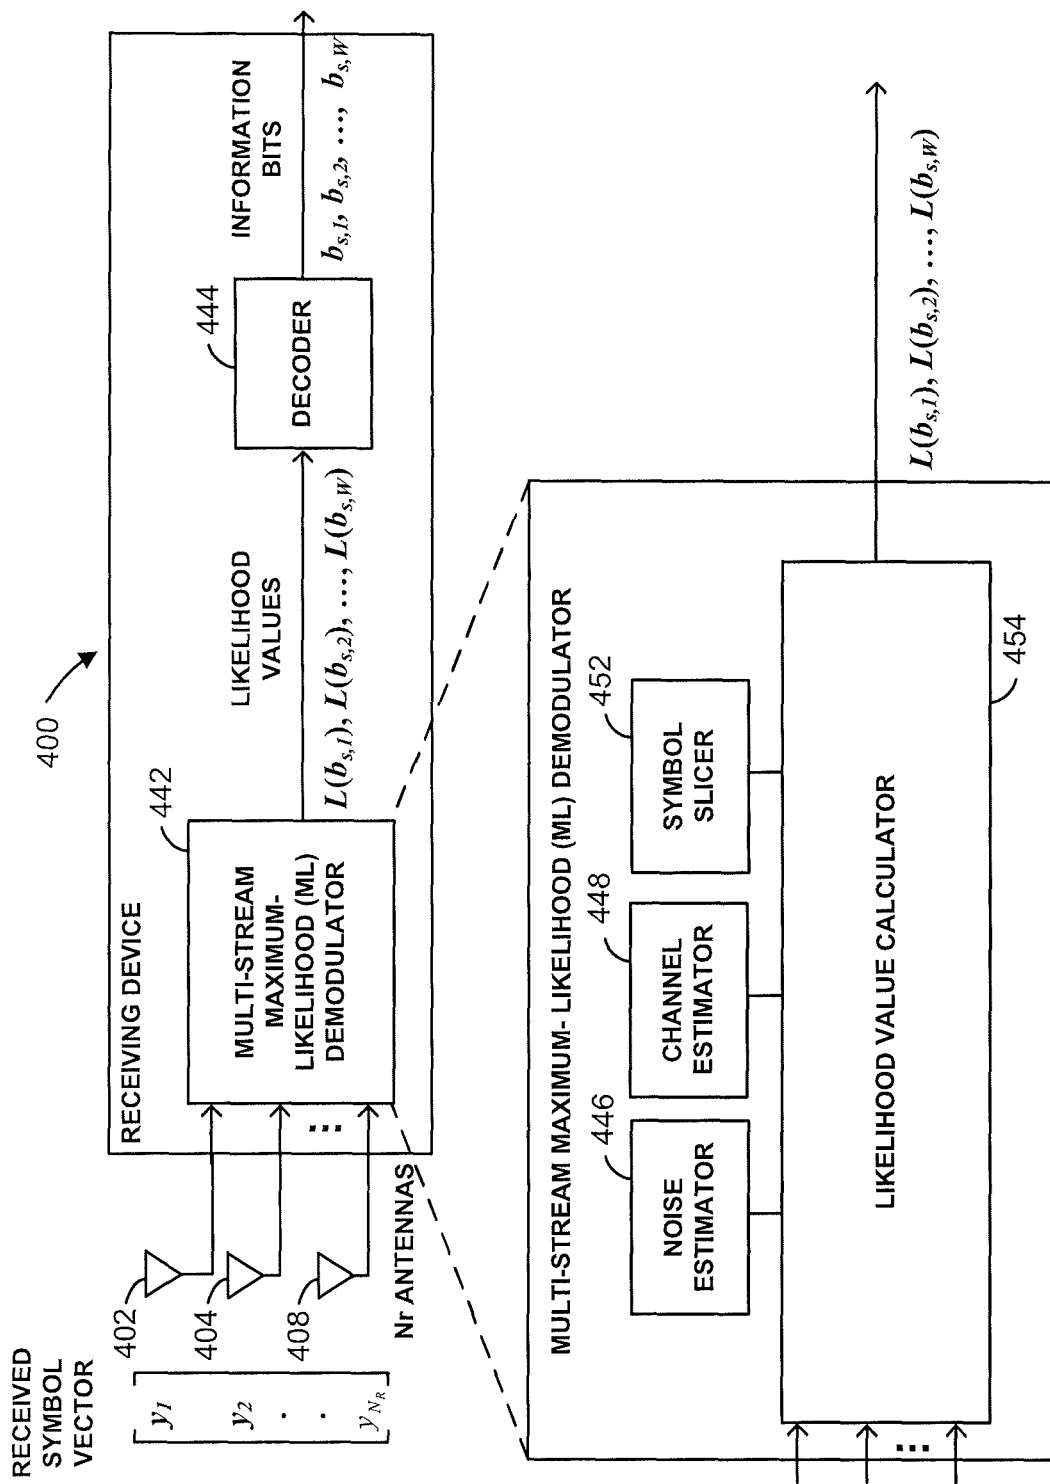 400
RECEIVED
SYMBOL
VECTOR
y_1
y_2
.
.
y_{N_R}
402
404
408
Nr ANTENNAS
RECEIVING DEVICE
442
MULTI-STREAM
MAXIMUM-
LIKELIHOOD (ML)
DEMODULATOR
...
LIKELIHOOD
VALUES
L(b_{s,1}), L(b_{s,2}), ..., L(b_{s,W})
444
DECODER
INFORMATION
BITS
b_{s,1}, b_{s,2}, ..., b_{s,W}
MULTI-STREAM MAXIMUM- LIKELIHOOD (ML) DEMODULATOR
446
NOISE
ESTIMATOR
448
CHANNEL
ESTIMATOR
452
SYMBOL
SLICER
...
LIKELIHOOD VALUE CALCULATOR
454
L(b_{s,1}), L(b_{s,2}), ..., L(b_{s,W})